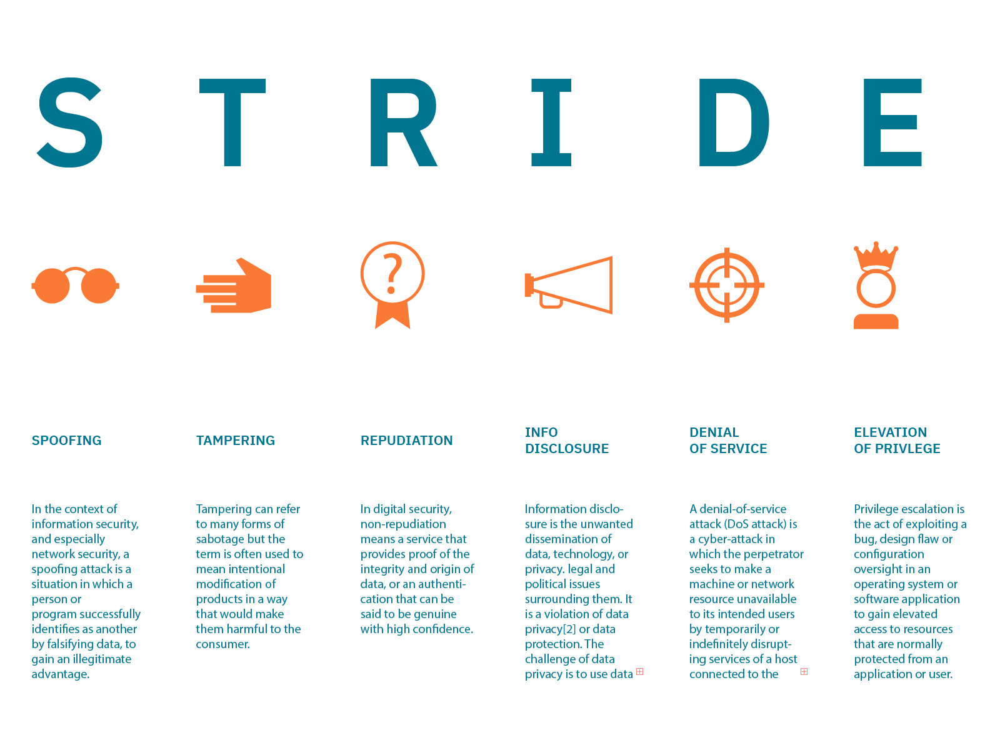 S T R I D E
?
SPOOFING
In the context of
information security,
and especially
network security, a
spoofing attack is a
situation in which a
person or
program successfully
identifies as another
by falsifying data, to
gain an illegitimate
advantage.
TAMPERING
Tampering can refer
to many forms of
sabotage but the
term is often used to
mean intentional
modification of
products in a way
that would make
them harmful to the
consumer.
REPUDIATION
In digital security,
non-repudiation
means a service that
provides proof of the
integrity and origin of
data, or an authenti-
cation that can be
said to be genuine
with high confidence.
INFO
DISCLOSURE
Information disclo-
sure is the unwanted
dissemination of
data, technology, or
privacy. legal and
political issues
surrounding them. It
is a violation of data
privacy[2] or data
protection. The
challenge of data
privacy is to use data
DENIAL
OF SERVICE
A denial-of-service
attack (DoS attack) is
a cyber-attack in
which the perpetrator
seeks to make a
machine or network
resource unavailable
to its intended users
by temporarily or
indefinitely disrupt-
ing services of a host
connected to the
ELEVATION
OF PRIVLEGE
Privilege escalation is
the act of exploiting a
bug, design flaw or
configuration
oversight in an
operating system or
software application
to gain elevated
access to resources
that are normally
protected from an
application or user.